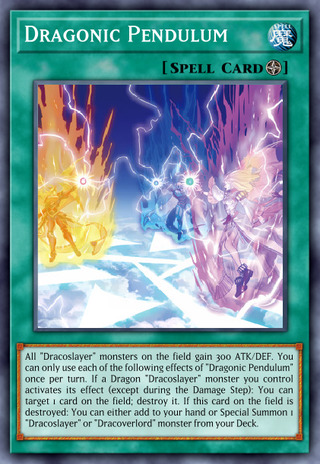 Dragonic Pendulum
魔
[Spell Card]
All "Dracoslayer" monsters on the field gain 300 ATK/DEF. You
can only use each of the following effects of "Dragonic Pendulum"
once per turn. If a Dragon "Dracoslayer" monster you control
activates its effect (except during the Damage Step): You can
target 1 card on the field; destroy it. If this card on the field is
destroyed: You can either add to your hand or Special Summon 1
"Dracoslayer" or "Dracoverlord" monster from your Deck.